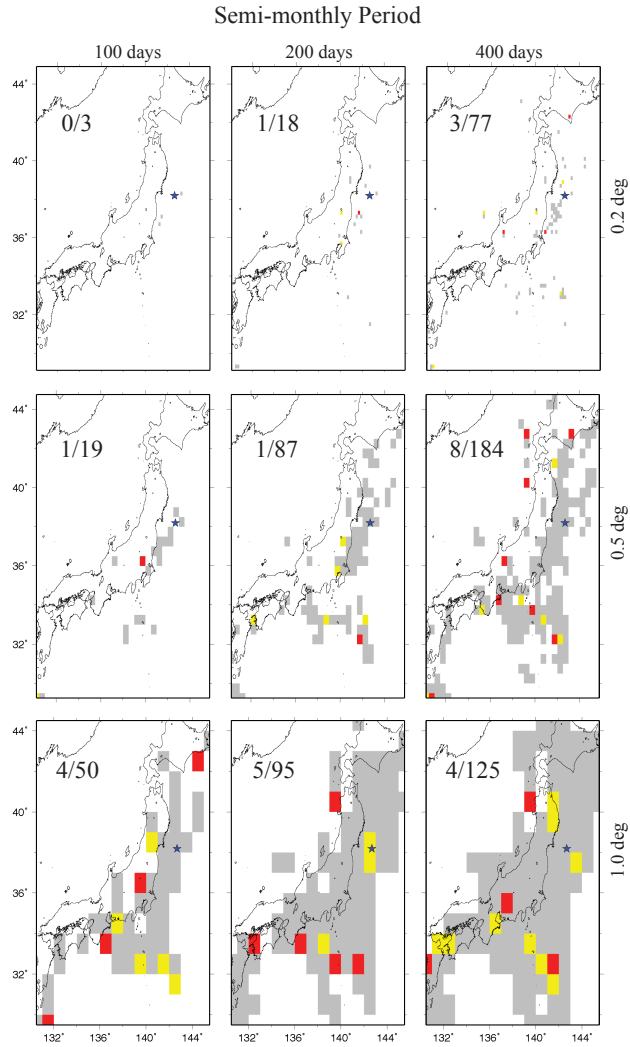 Semi-monthly Period
100 days 200 days 400 days
44˚
0/3 1/18 3/77
40˚
36˚
0.2 deg
32˚
44˚
1/19 1/87 8/184
40˚
36˚
0.5 deg
32˚
44˚
4/50 5/95 4/125
40˚
36˚
1.0 deg
32˚
132˚ 136˚ 140˚ 144˚ 132˚ 136˚ 140˚ 144˚ 132˚ 136˚ 140˚ 144˚